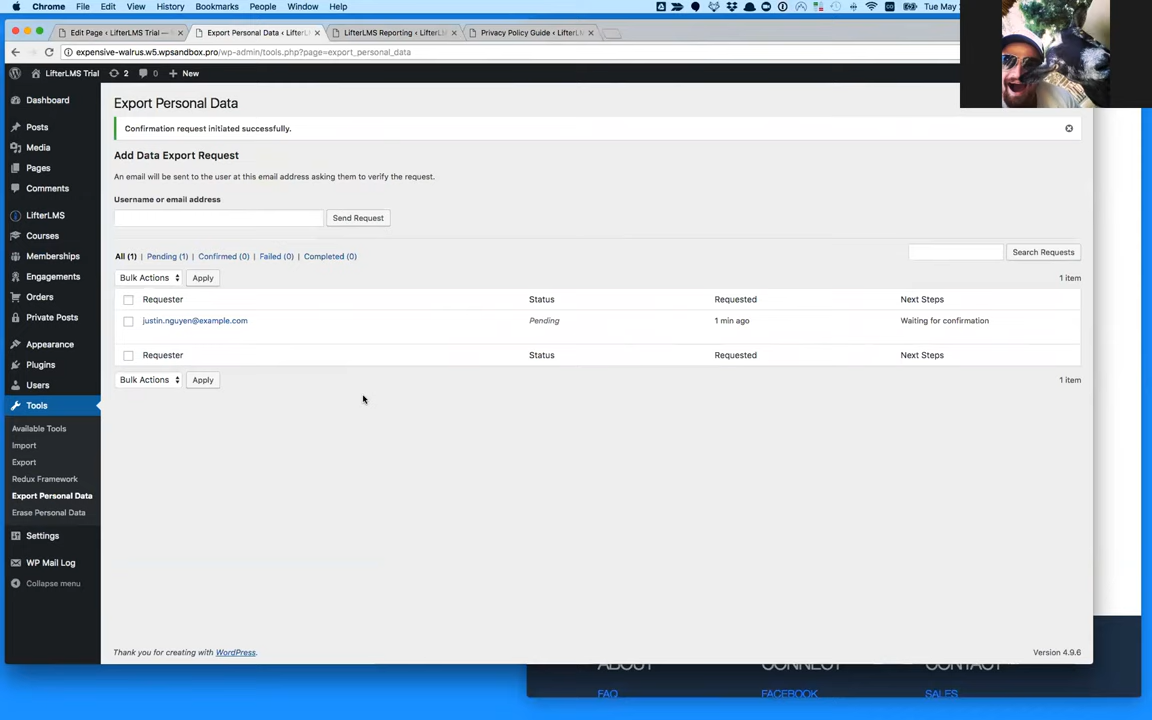 Chrome File Edit View History Bookmarks People Window Help
Tue May
Edit Page ‹ LifterLMS Trial —
Export Personal Data ‹ Lifter
LifterLMS Reporting ‹ LifterLM
Privacy Policy Guide ‹ LifterLM
expensive-walrus.w5.wpsandbox.pro/wp-admin/tools.php?page=export_personal_data
LifterLMS Trial 2 0 New
Dashboard
Posts
Media
Pages
Comments
LifterLMS
Courses
Memberships
Engagements
Orders
Private Posts
Appearance
Plugins
Users
Tools
Available Tools
Import
Export
Redux Framework
Export Personal Data
Erase Personal Data
Settings
WP Mail Log
Collapse menu
Export Personal Data
Confirmation request initiated successfully.
Add Data Export Request
An email will be sent to the user at this email address asking them to verify the request.
Username or email address
Send Request
All (1) | Pending (1) | Confirmed (0) | Failed (0) | Completed (0)
Search Requests
Bulk Actions Apply
1 item
Requester Status Requested Next Steps
justin.nguyen@example.com Pending 1 min ago Waiting for confirmation
Requester Status Requested Next Steps
Bulk Actions Apply
1 item
Thank you for creating with WordPress.
Version 4.9.6
ABOUT CONNECT CONTACT
FAQ FACEBOOK SALES